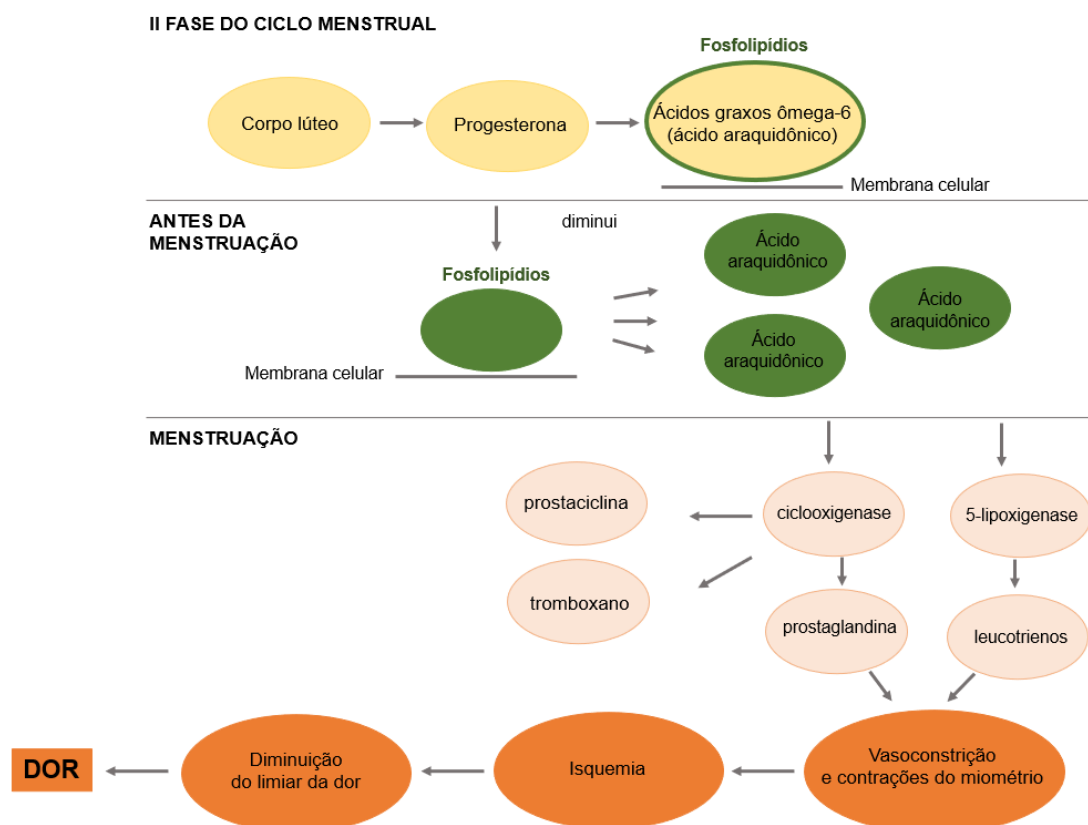 II FASE DO CICLO MENSTRUAL
Fosfolipídios
Corpo lúteo
Progesterona
Ácidos graxos ômega-6
(ácido araquidônico)
Membrana celular
ANTES DA
MENSTRUAÇÃO
diminui
Fosfolipídios
Ácido
araquidônico
Ácido
araquidônico
Ácido
araquidônico
Membrana celular
MENSTRUAÇÃO
prostaciclina
ciclooxigenase
5-lipoxigenase
tromboxano
prostaglandina
leucotrienos
DOR
Diminuição
do limiar da dor
Isquemia
Vasoconstrição
e contrações do miométrio